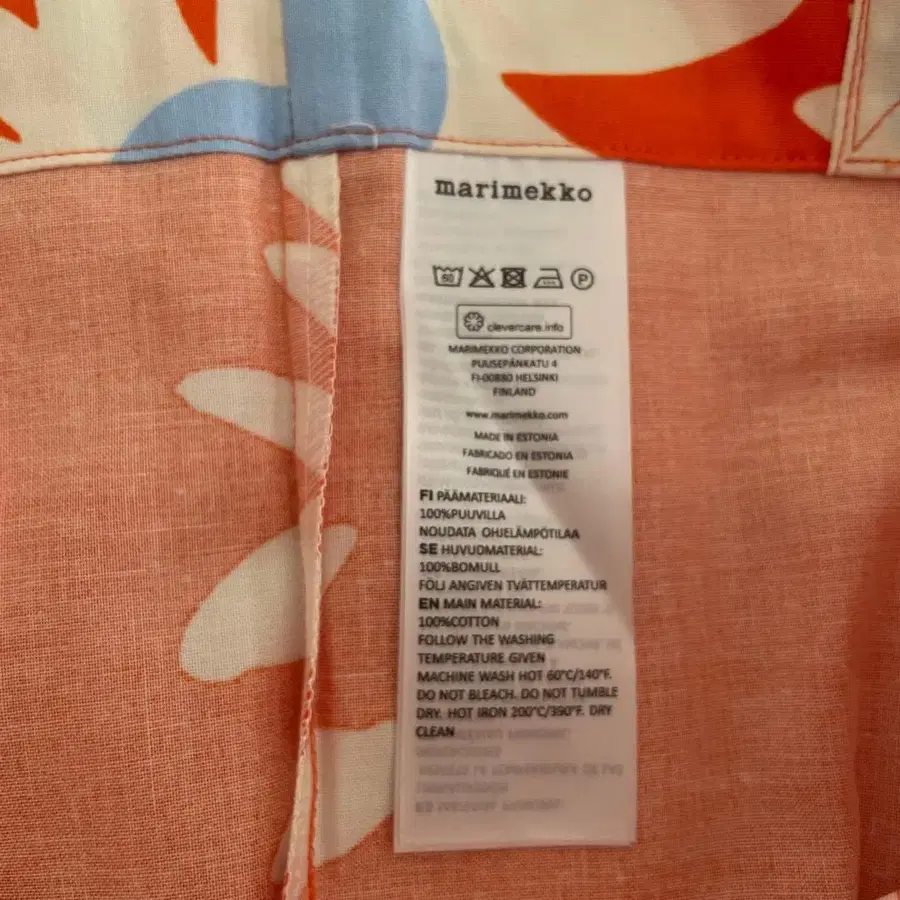 marimekko
60 P
clevercare.info
MARIMEKKO CORPORATION
PUUSEPÄNKATU 4
FI-00880 HELSINKI
FINLAND
www.marimekko.com
MADE IN ESTONIA
FABRICADO EN ESTONIA
FABRIQUÉ EN ESTONIE
FI PÄÄMATERIAALI:
100%PUUVILLA
NOUDATA OHJELÄMPÖTILAA
SE HUVUDMATERIAL:
100%BOMULL
FÖLJ ANGIVEN TVÄTTEMPERATUR
EN MAIN MATERIAL:
100%COTTON
FOLLOW THE WASHING
TEMPERATURE GIVEN
MACHINE WASH HOT 60°C/140°F.
DO NOT BLEACH. DO NOT TUMBLE
DRY. HOT IRON 200°C/390°F. DRY
CLEAN